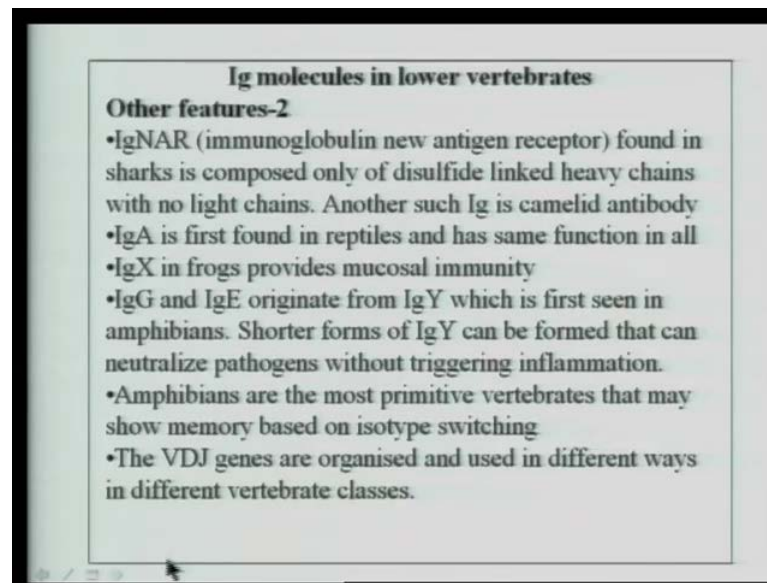 Ig molecules in lower vertebrates
Other features-2
•IgNAR (immunoglobulin new antigen receptor) found in
sharks is composed only of disulfide linked heavy chains
with no light chains. Another such Ig is camelid antibody
•IgA is first found in reptiles and has same function in all
•IgX in frogs provides mucosal immunity
•IgG and IgE originate from IgY which is first seen in
amphibians. Shorter forms of IgY can be formed that can
neutralize pathogens without triggering inflammation.
•Amphibians are the most primitive vertebrates that may
show memory based on isotype switching
•The VDJ genes are organised and used in different ways
in different vertebrate classes.